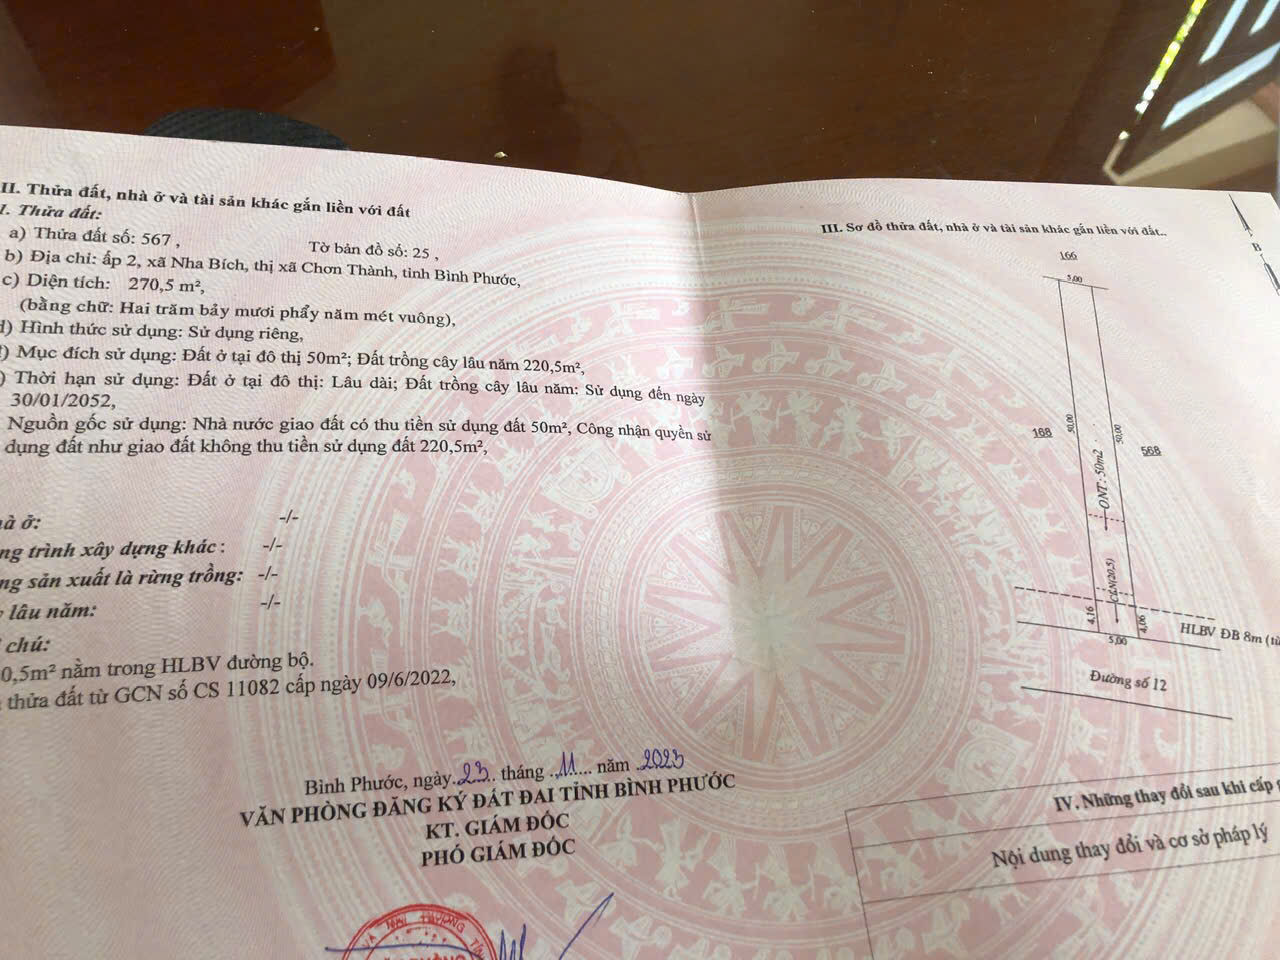 II. Thửa đất, nhà ở và tài sản khác gắn liền với đất
1. Thửa đất:
a) Thửa đất số: 567 , Tờ bản đồ số: 25 ,
b) Địa chỉ: ấp 2, xã Nha Bích, thị xã Chơn Thành, tỉnh Bình Phước,
c) Diện tích: 270,5 m²,
(bằng chữ: Hai trăm bảy mươi phẩy năm mét vuông),
d) Hình thức sử dụng: Sử dụng riêng,
) Mục đích sử dụng: Đất ở tại đô thị 50m²; Đất trồng cây lâu năm 220,5m²,
) Thời hạn sử dụng: Đất ở tại đô thị: Lâu dài; Đất trồng cây lâu năm: Sử dụng đến ngày
30/01/2052,
Nguồn gốc sử dụng: Nhà nước giao đất có thu tiền sử dụng đất 50m², Công nhận quyền sử
dụng đất như giao đất không thu tiền sử dụng đất 220,5m²,
à ở: -/-
ng trình xây dựng khác : -/-
ng sản xuất là rừng trồng: -/-
lâu năm: -/-
chú:
0,5m² nằm trong HLBV đường bộ.
thửa đất từ GCN số CS 11082 cấp ngày 09/6/2022,
Bình Phước, ngày 23 tháng 11 năm 2023
VĂN PHÒNG ĐĂNG KÝ ĐẤT ĐAI TỈNH BÌNH PHƯỚC
KT. GIÁM ĐỐC
PHÓ GIÁM ĐỐC
III. Sơ đồ thửa đất, nhà ở và tài sản khác gắn liền với đất..
B
166
5,00
50,00
50,00
168
568
ONT: 50m2
CLN(20,5)
4,16
4,06
5,00
HLBV ĐB 8m (từ
Đường số 12
IV. Những thay đổi sau khi cấp
Nội dung thay đổi và cơ sở pháp lý